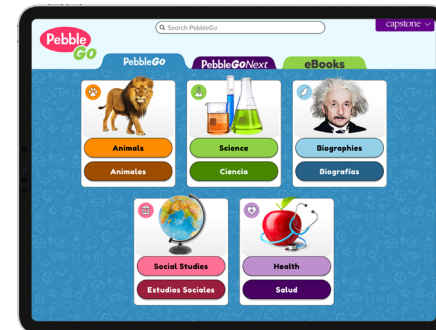 Pebble
Go
Search PebbleGo
capstone
PebbleGo
PebbleGoNext
eBooks
Animals
Animales
Science
Ciencia
Biographies
Biografías
Social Studies
Estudios Sociales
Health
Salud